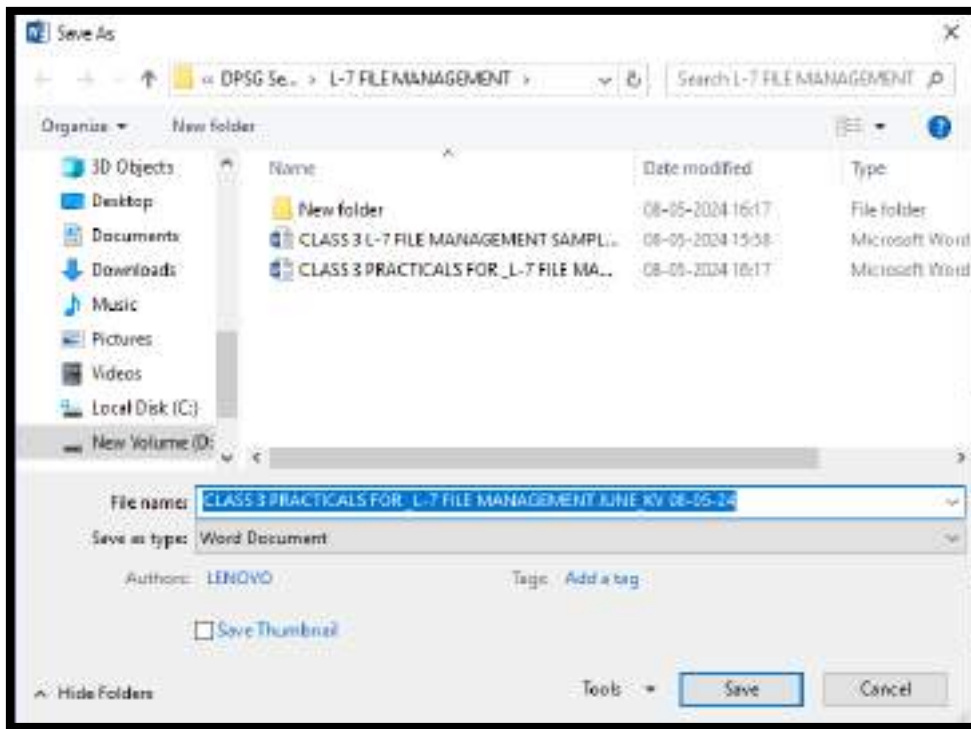 Save As
« DPSG Se... › L-7 FILE MANAGEMENT ›
Search L-7 FILE MANAGEMENT
Organize New folder
Name Date modified Type
3D Objects
Desktop
Documents
Downloads
Music
Pictures
Videos
Local Disk (C:)
New Volume (D:
New folder 08-05-2024 16:17 File folder
CLASS 3 L-7 FILE MANAGEMENT SAMPL... 08-05-2024 15:58 Microsoft Word
CLASS 3 PRACTICALS FOR _L-7 FILE MA... 08-05-2024 16:17 Microsoft Word
File name: CLASS 3 PRACTICALS FOR _L-7 FILE MANAGEMENT JUNE_KV 08-05-24
Save as type: Word Document
Authors: LENOVO Tags: Add a tag
Save Thumbnail
Hide Folders Tools Save Cancel